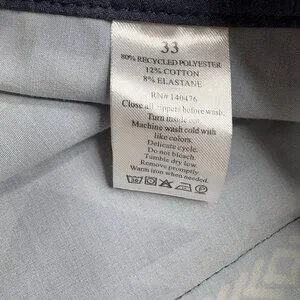 33
80% RECYCLED POLYESTER
12% COTTON
8% ELASTANE
RN# 140476
Close all zippers before wash.
Turn inside out.
Machine wash cold with
like colors.
Delicate cycle.
Do not bleach.
Tumble dry low.
Remove promptly.
Warm iron when needed.